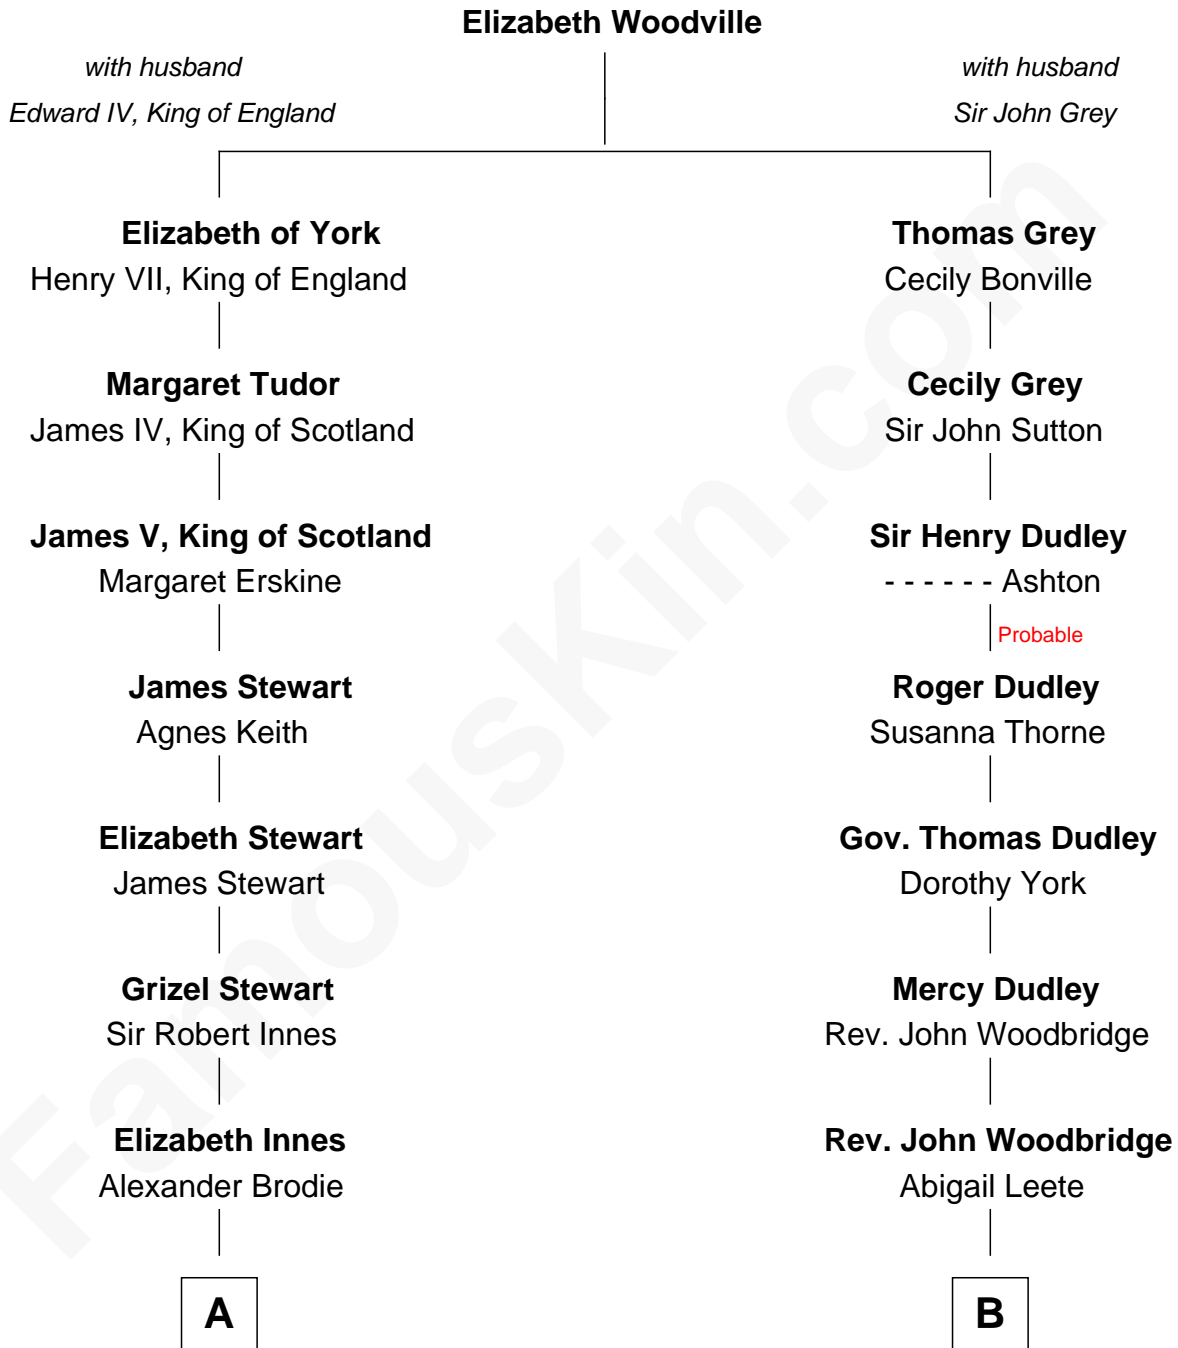 Elizabeth Woodville
with husband
Edward IV, King of England
with husband
Sir John Grey
Elizabeth of York
Henry VII, King of England
Thomas Grey
Cecily Bonville
Margaret Tudor
James IV, King of Scotland
Cecily Grey
Sir John Sutton
James V, King of Scotland
Margaret Erskine
Sir Henry Dudley
- - - - - - Ashton
Probable
James Stewart
Agnes Keith
Roger Dudley
Susanna Thorne
Elizabeth Stewart
James Stewart
Gov. Thomas Dudley
Dorothy York
Grizel Stewart
Sir Robert Innes
Mercy Dudley
Rev. John Woodbridge
Elizabeth Innes
Alexander Brodie
Rev. John Woodbridge
Abigail Leete
A
B
FamousKin.com